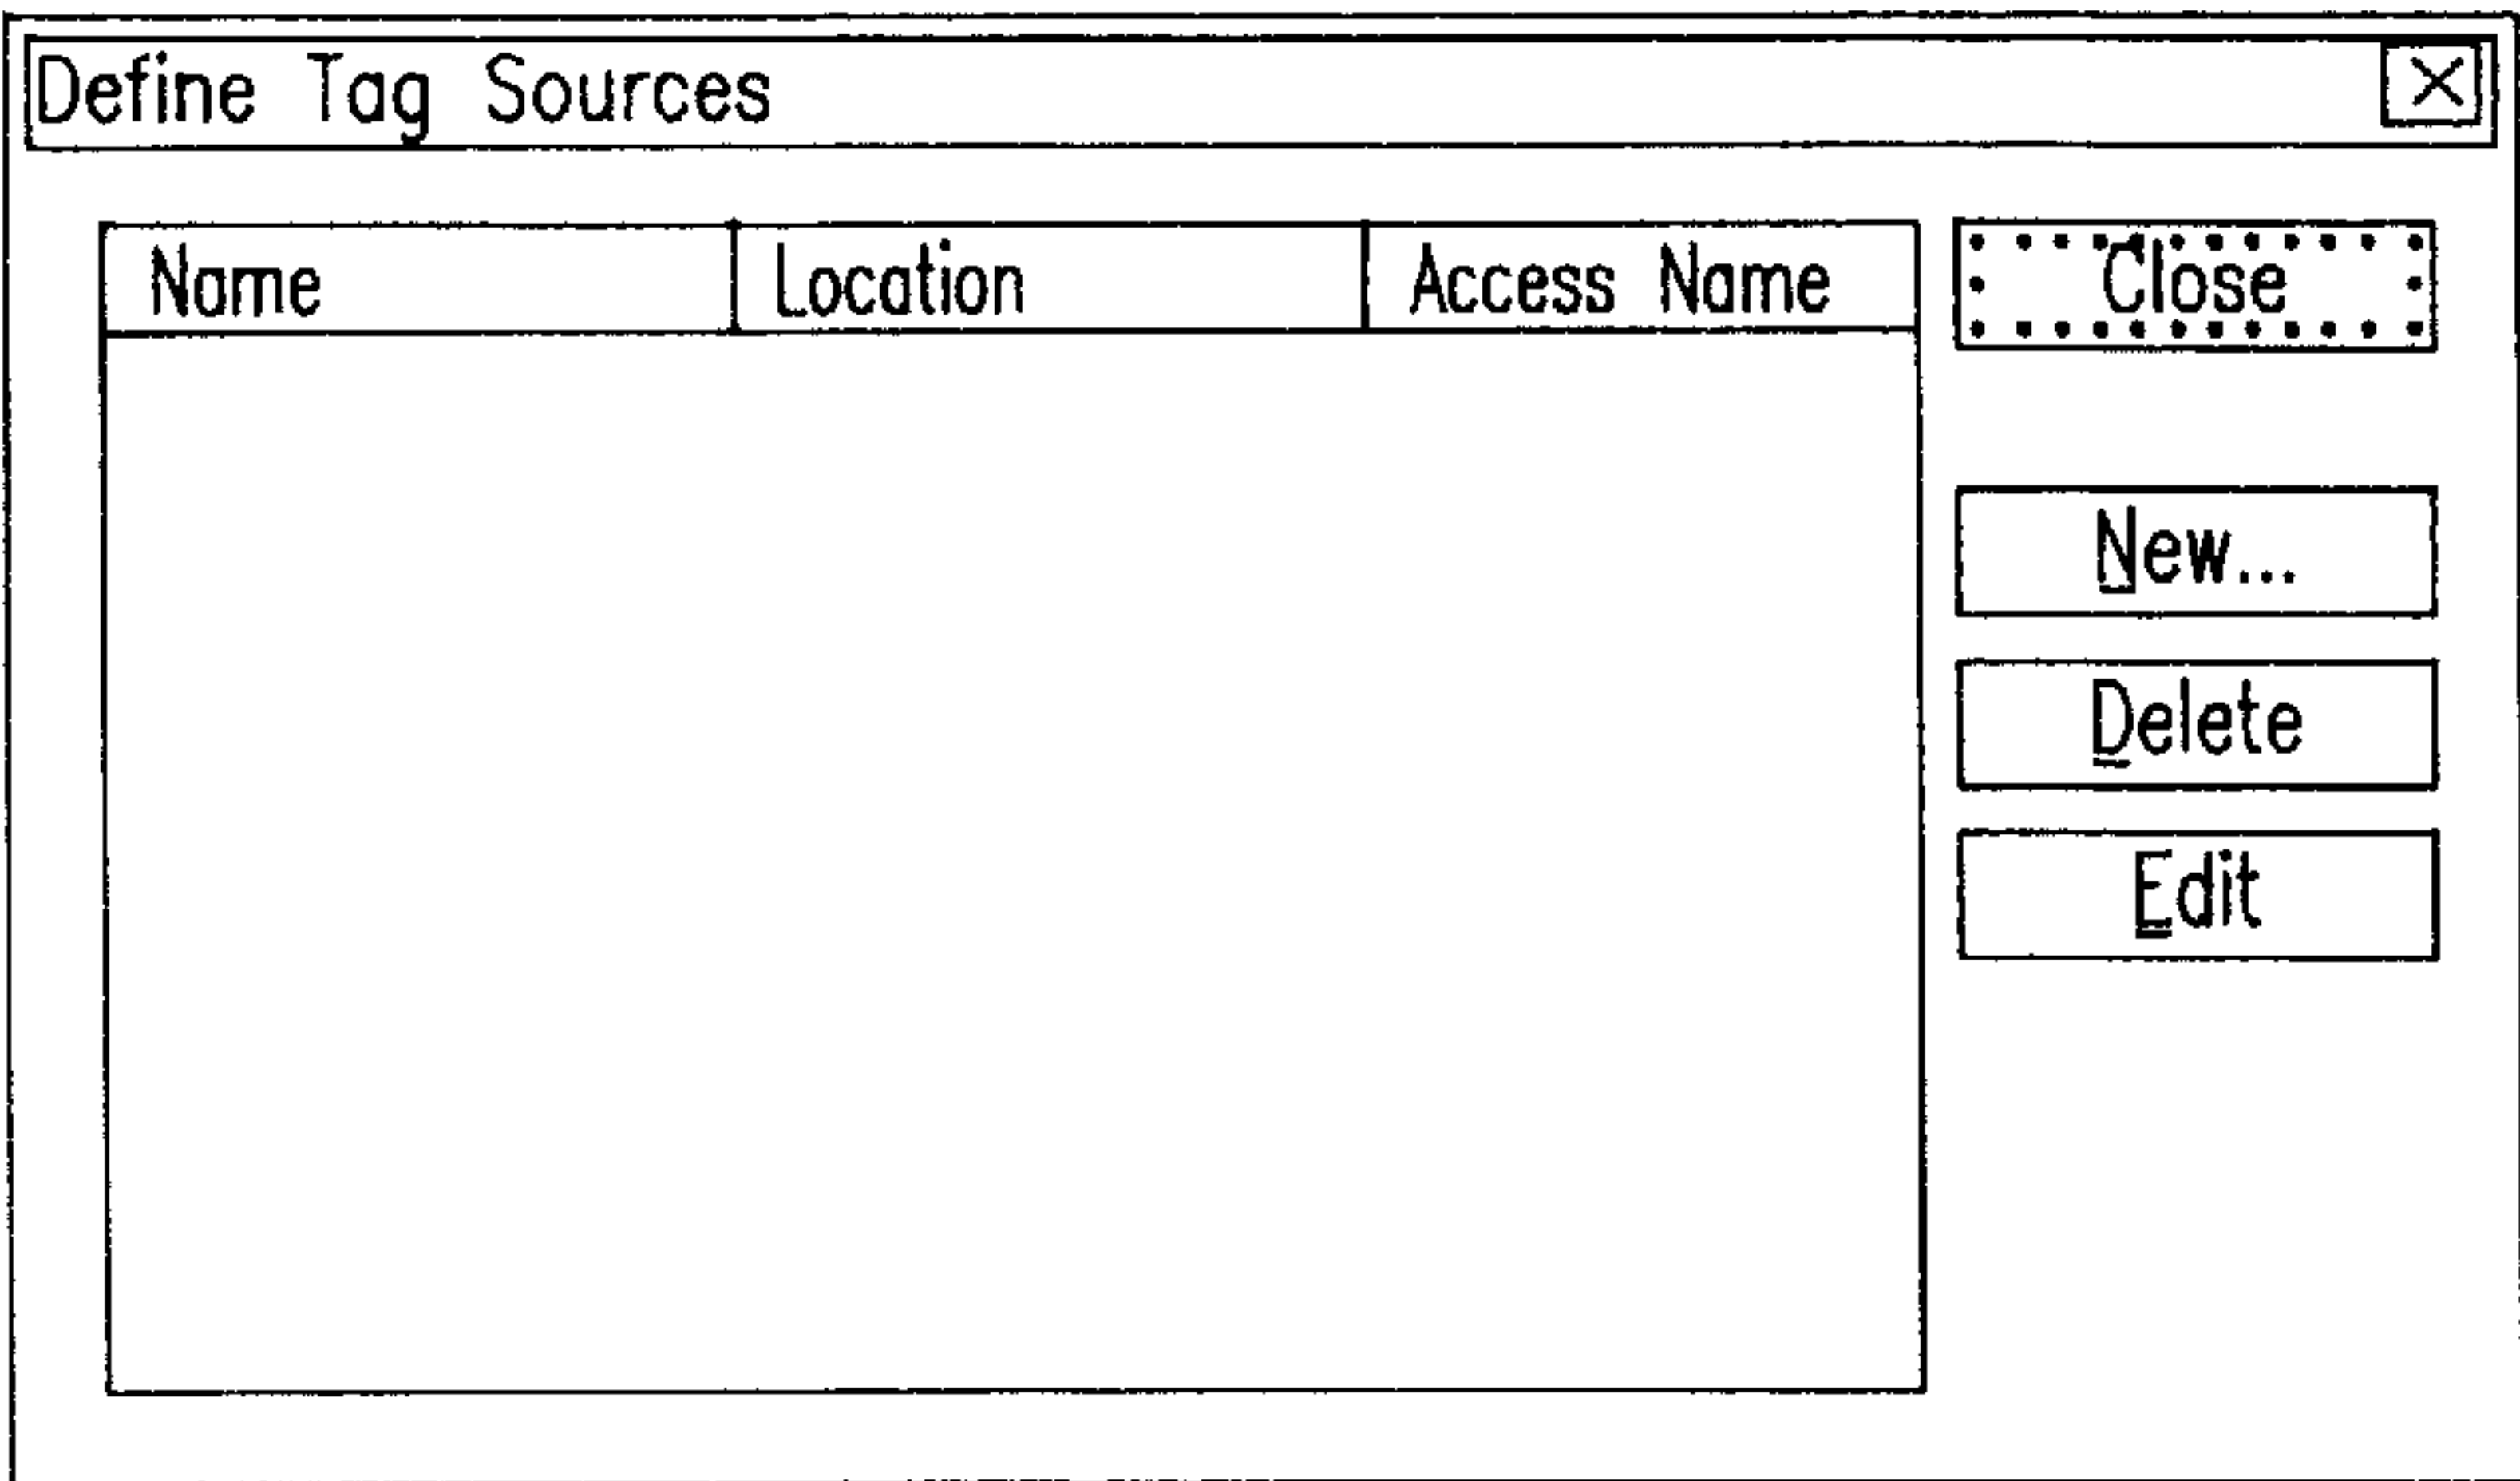 Define Tag Sources
Name Location Access Name Close
New...
Delete
Edit